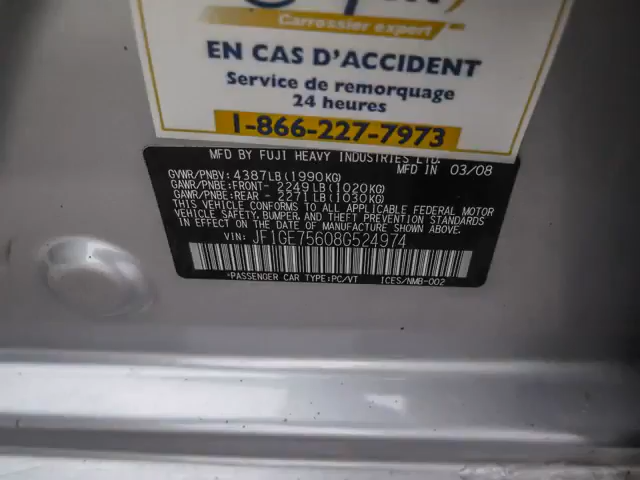 Carrossier expert
EN CAS D'ACCIDENT
Service de remorquage
24 heures
1-866-227-7973
MFD BY FUJI HEAVY INDUSTRIES LTD.
MFD IN 03/08
GVWR/PNBV: 4387LB (1990KG)
GAWR/PNBE:FRONT- 2249LB (1020KG)
GAWR/PNBE:REAR - 2271LB (1030KG)
THIS VEHICLE CONFORMS TO ALL APPLICABLE FEDERAL MOTOR
VEHICLE SAFETY, BUMPER, AND THEFT PREVENTION STANDARDS
IN EFFECT ON THE DATE OF MANUFACTURE SHOWN ABOVE.
VIN: JF1GE75608G524974
*PASSENGER CAR TYPE:PC/VT ICES/NMB-002